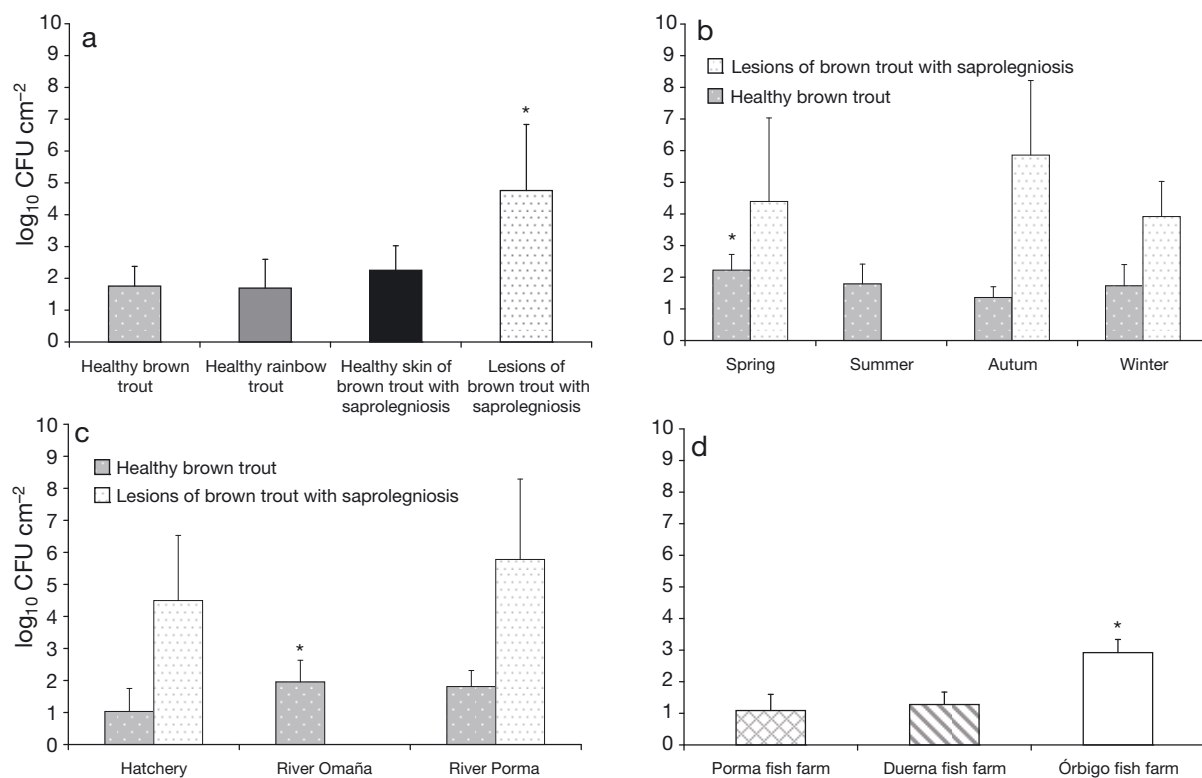 a
10
9
8
7
6
5
4
3
2
1
0
log₁₀ CFU cm⁻²
*
Healthy brown
trout
Healthy rainbow
trout
Healthy skin of
brown trout with
saprolegniosis
Lesions of
brown trout with
saprolegniosis
b
10
9
8
7
6
5
4
3
2
1
0
Lesions of brown trout with saprolegniosis
Healthy brown trout
*
Spring
Summer
Autum
Winter
c
10
9
8
7
6
5
4
3
2
1
0
log₁₀ CFU cm⁻²
Healthy brown trout
Lesions of brown trout with saprolegniosis
*
Hatchery
River Omaña
River Porma
d
10
9
8
7
6
5
4
3
2
1
0
*
Porma fish farm
Duerna fish farm
Órbigo fish farm